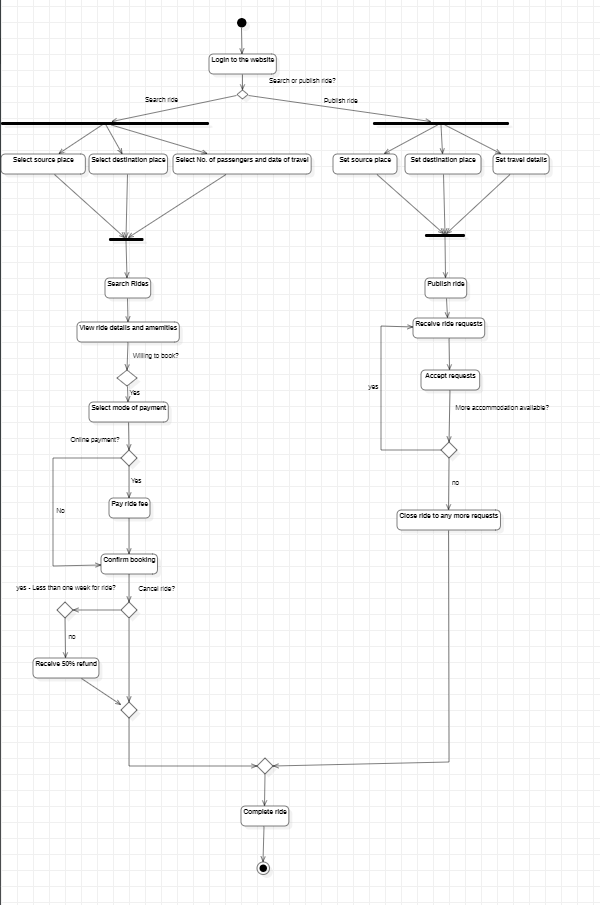 Login to the website
Search or publish ride?
Search ride
Publish ride
Select source place
Select destination place
Select No. of passengers and date of travel
Set source place
Set destination place
Set travel details
Search Rides
Publish ride
View ride details and amenities
Receive ride requests
Willing to book?
Accept requests
yes
Yes
Select mode of payment
More accommodation available?
Online payment?
Yes
no
Pay ride fee
No
Close ride to any more requests
Confirm booking
yes - Less than one week for ride?
Cancel ride?
no
Receive 50% refund
Complete ride